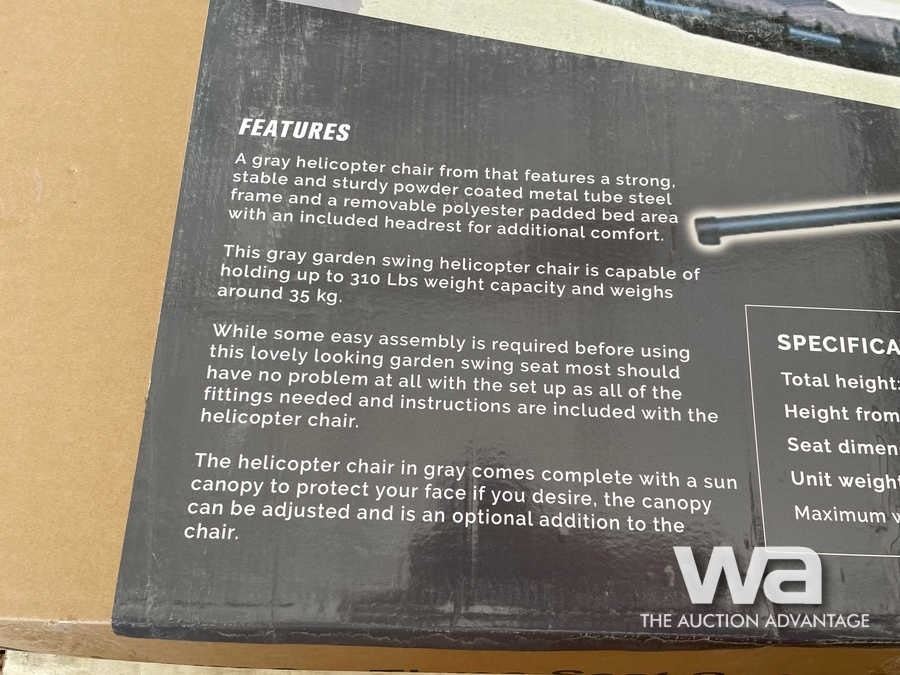 FEATURES
A gray helicopter chair from that features a strong,
stable and sturdy powder coated metal tube steel
frame and a removable polyester padded bed area
with an included headrest for additional comfort.
This gray garden swing helicopter chair is capable of
holding up to 310 Lbs weight capacity and weighs
around 35 kg.
While some easy assembly is required before using
this lovely looking garden swing seat most should
have no problem at all with the set up as all of the
fittings needed and instructions are included with the
helicopter chair.
The helicopter chair in gray comes complete with a sun
canopy to protect your face if you desire, the canopy
can be adjusted and is an optional addition to the
chair.
SPECIFICA
Total height:
Height from
Seat dimen
Unit weight
Maximum w
wa
THE AUCTION ADVANTAGE